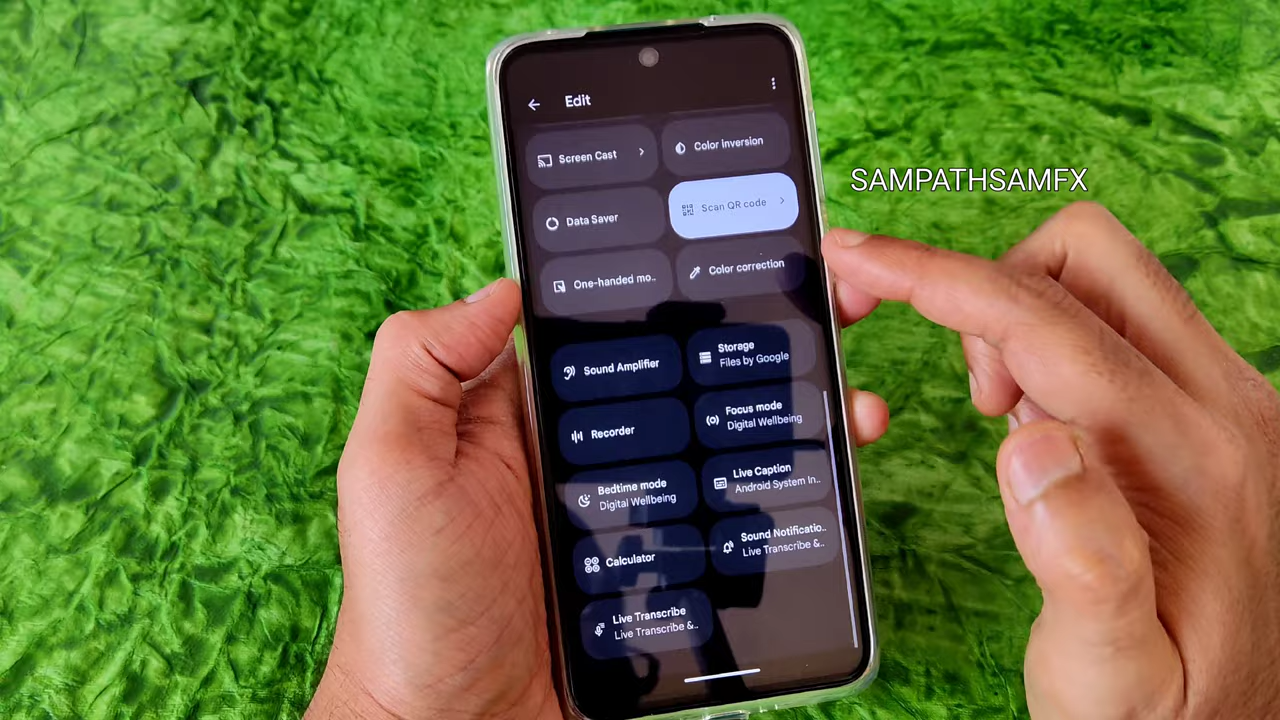 Edit
Screen Cast
Color inversion
SAMPATHSAMFX
Data Saver
Scan QR code
One-handed mo..
Color correction
Sound Amplifier
Storage
Files by Google
Recorder
Focus mode
Digital Wellbeing
Bedtime mode
Digital Wellbeing
Live Caption
Android System In..
Calculator
Sound Notificatio..
Live Transcribe &..
Live Transcribe
Live Transcribe &..